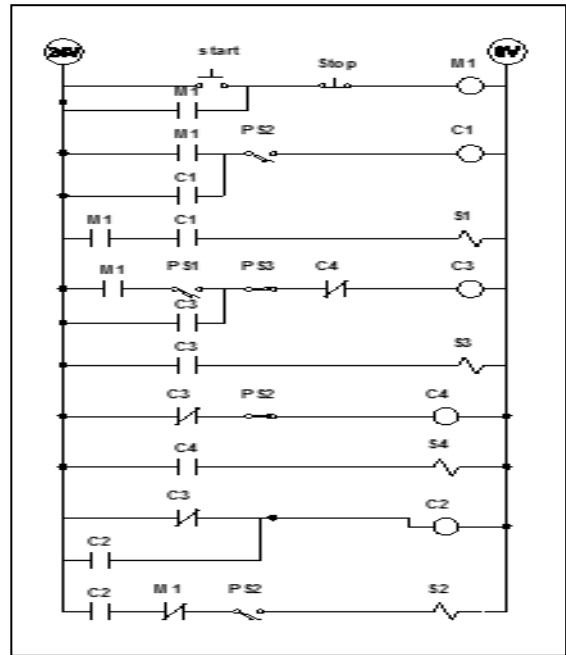 24V 0V
start Stop M1
M1
M1 PS2 C1
C1
M1 C1 S1
M1 PS1 PS3 C4 C3
C3
C3 S3
C3 PS2 C4
C4 S4
C3 C2
C2
C2 M1 PS2 S2